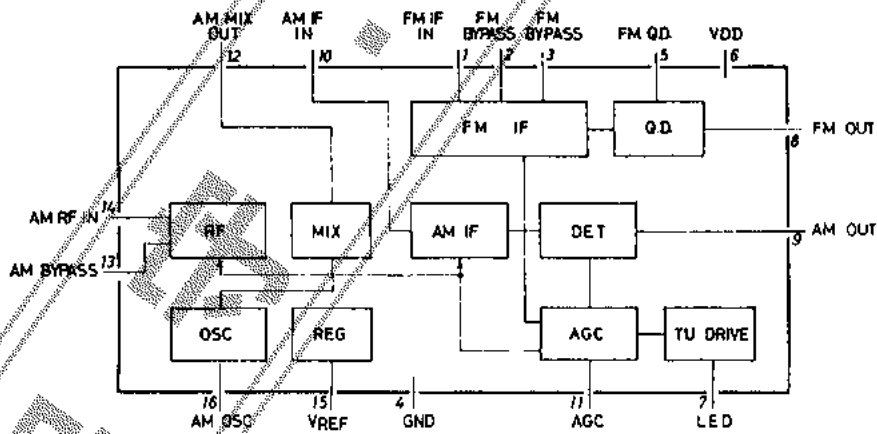 AM MIX OUT
12
AM IF IN
10
FM IF IN
1
FM BYPASS
2
FM BYPASS
3
FM Q.D.
5
VDD
6
FM IF
Q.D.
FM OUT
8
AM RF IN
14
RF
MIX
AM IF
DET
AM OUT
9
AM BYPASS
13
OSC
REG
AGC
TU DRIVE
16
AM OSC
15
VREF
4
GND
11
AGC
7
LED